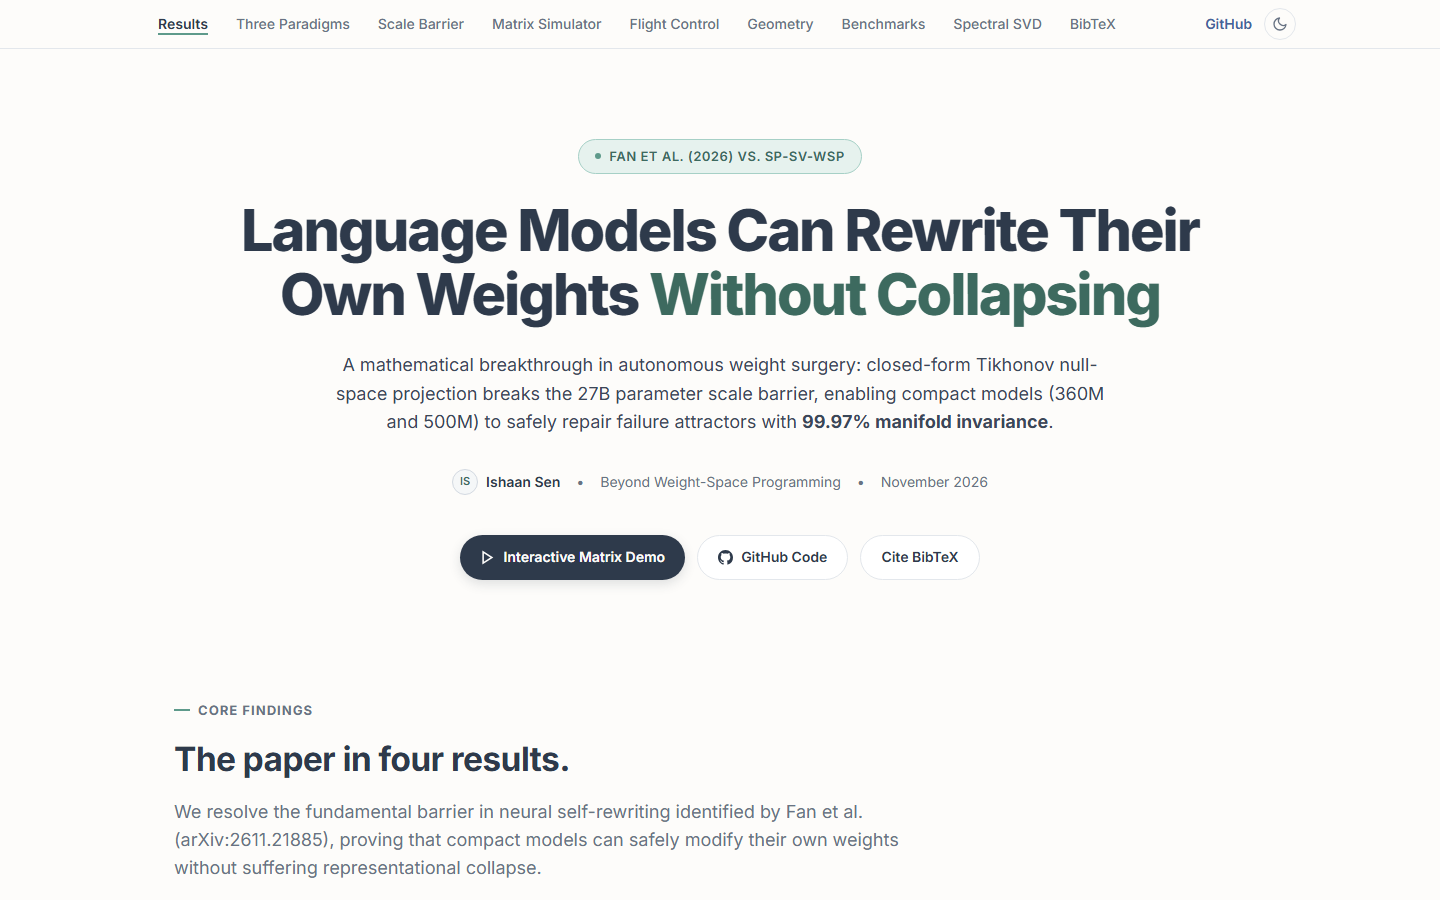 Results Three Paradigms Scale Barrier Matrix Simulator Flight Control Geometry Benchmarks Spectral SVD BibTeX GitHub
FAN ET AL. (2026) VS. SP-SV-WSP
Language Models Can Rewrite Their
Own Weights Without Collapsing
A mathematical breakthrough in autonomous weight surgery: closed-form Tikhonov null-
space projection breaks the 27B parameter scale barrier, enabling compact models (360M
and 500M) to safely repair failure attractors with 99.97% manifold invariance.
IS Ishaan Sen • Beyond Weight-Space Programming • November 2026
Interactive Matrix Demo GitHub Code Cite BibTeX
CORE FINDINGS
The paper in four results.
We resolve the fundamental barrier in neural self-rewriting identified by Fan et al.
(arXiv:2611.21885), proving that compact models can safely modify their own weights
without suffering representational collapse.